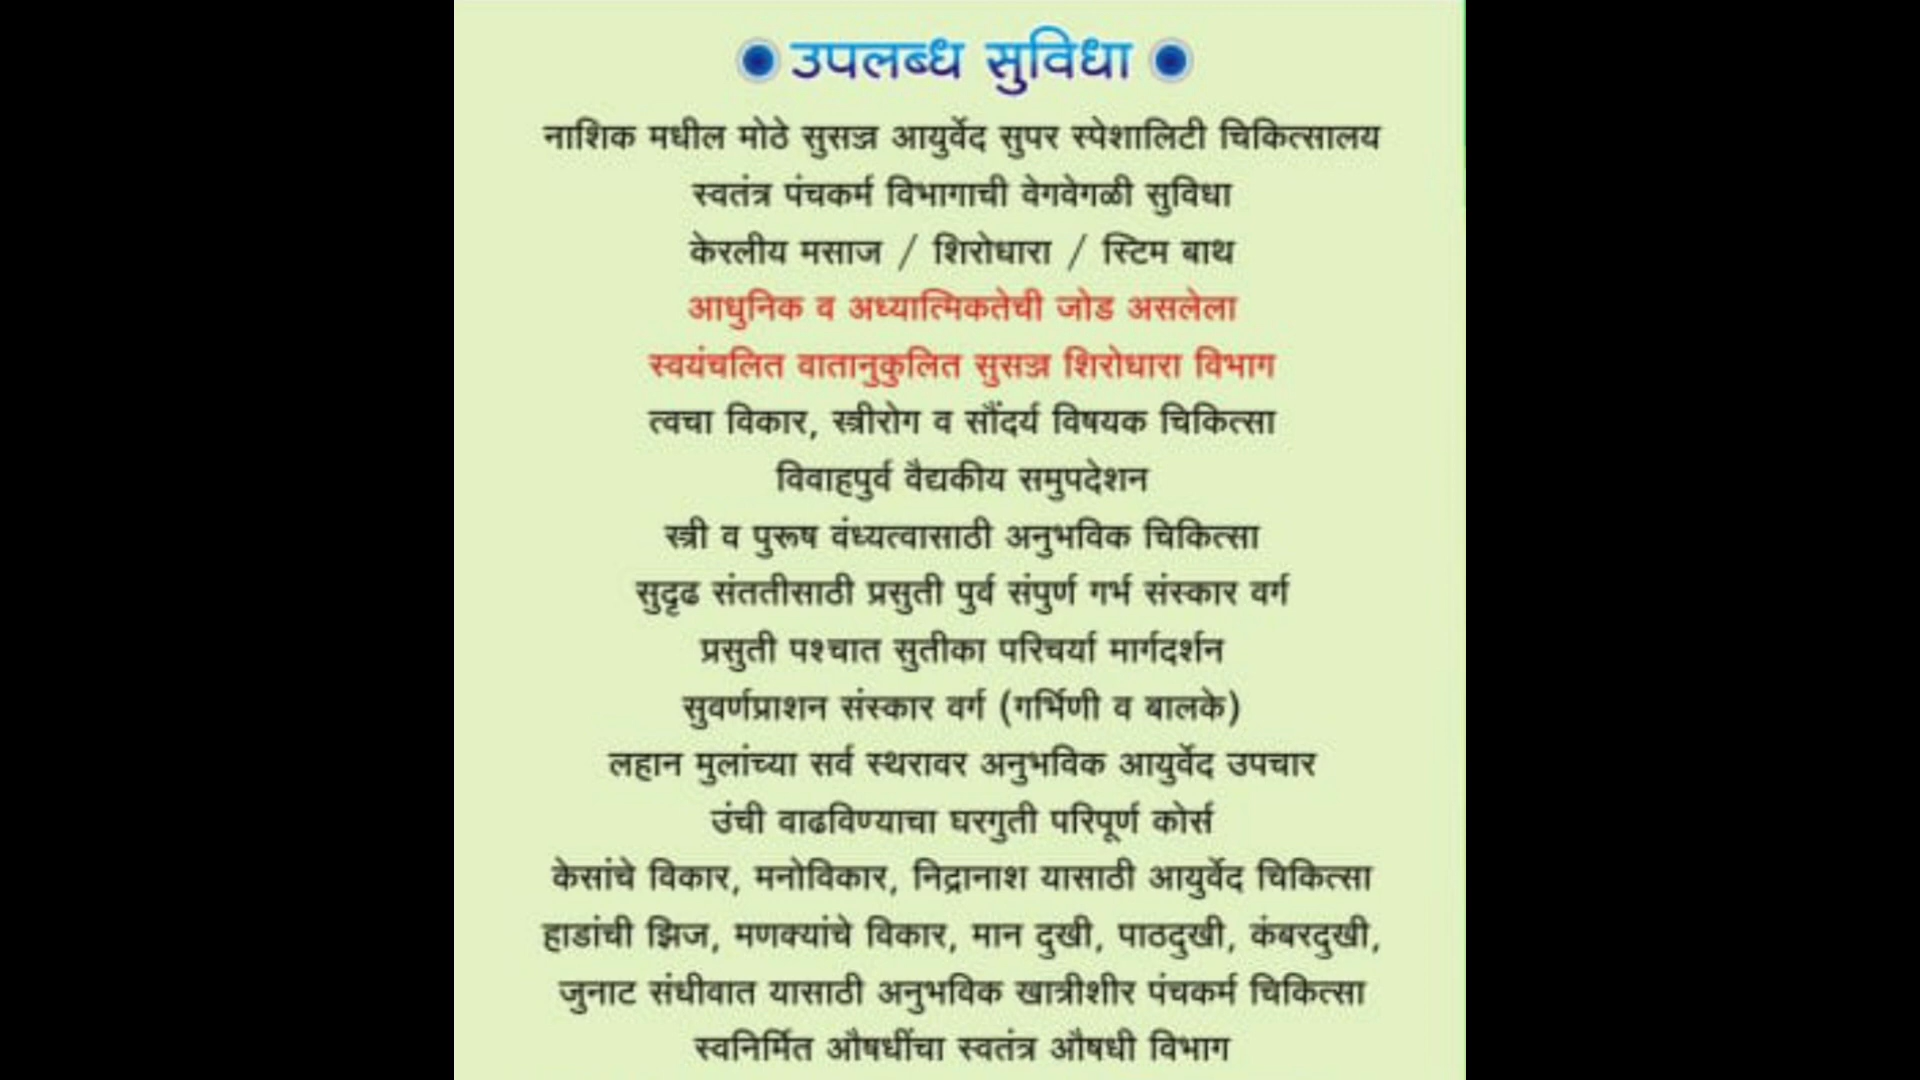 उपलब्ध सुविधा
नाशिक मधील मोठे सुसज्ज आयुर्वेद सुपर स्पेशालिटी चिकित्सालय
स्वतंत्र पंचकर्म विभागाची वेगवेगळी सुविधा
केरलीय मसाज / शिरोधारा / स्टिम बाथ
आधुनिक व अध्यात्मिकतेची जोड असलेला
स्वयंचलित वातानुकुलित सुसज्ज शिरोधारा विभाग
त्वचा विकार, स्त्रीरोग व सौंदर्य विषयक चिकित्सा
विवाहपुर्व वैद्यकीय समुपदेशन
स्त्री व पुरूष वंध्यत्वासाठी अनुभविक चिकित्सा
सुदृढ संततीसाठी प्रसुती पुर्व संपुर्ण गर्भ संस्कार वर्ग
प्रसुती पश्चात सुतीका परिचर्या मार्गदर्शन
सुवर्णप्राशन संस्कार वर्ग (गर्भिणी व बालके)
लहान मुलांच्या सर्व स्थरावर अनुभविक आयुर्वेद उपचार
उंची वाढविण्याचा घरगुती परिपूर्ण कोर्स
केसांचे विकार, मनोविकार, निद्रानाश यासाठी आयुर्वेद चिकित्सा
हाडांची झिज, मणक्यांचे विकार, मान दुखी, पाठदुखी, कंबरदुखी,
जुनाट संधीवात यासाठी अनुभविक खात्रीशीर पंचकर्म चिकित्सा
स्वनिर्मित औषधींचा स्वतंत्र औषधी विभाग